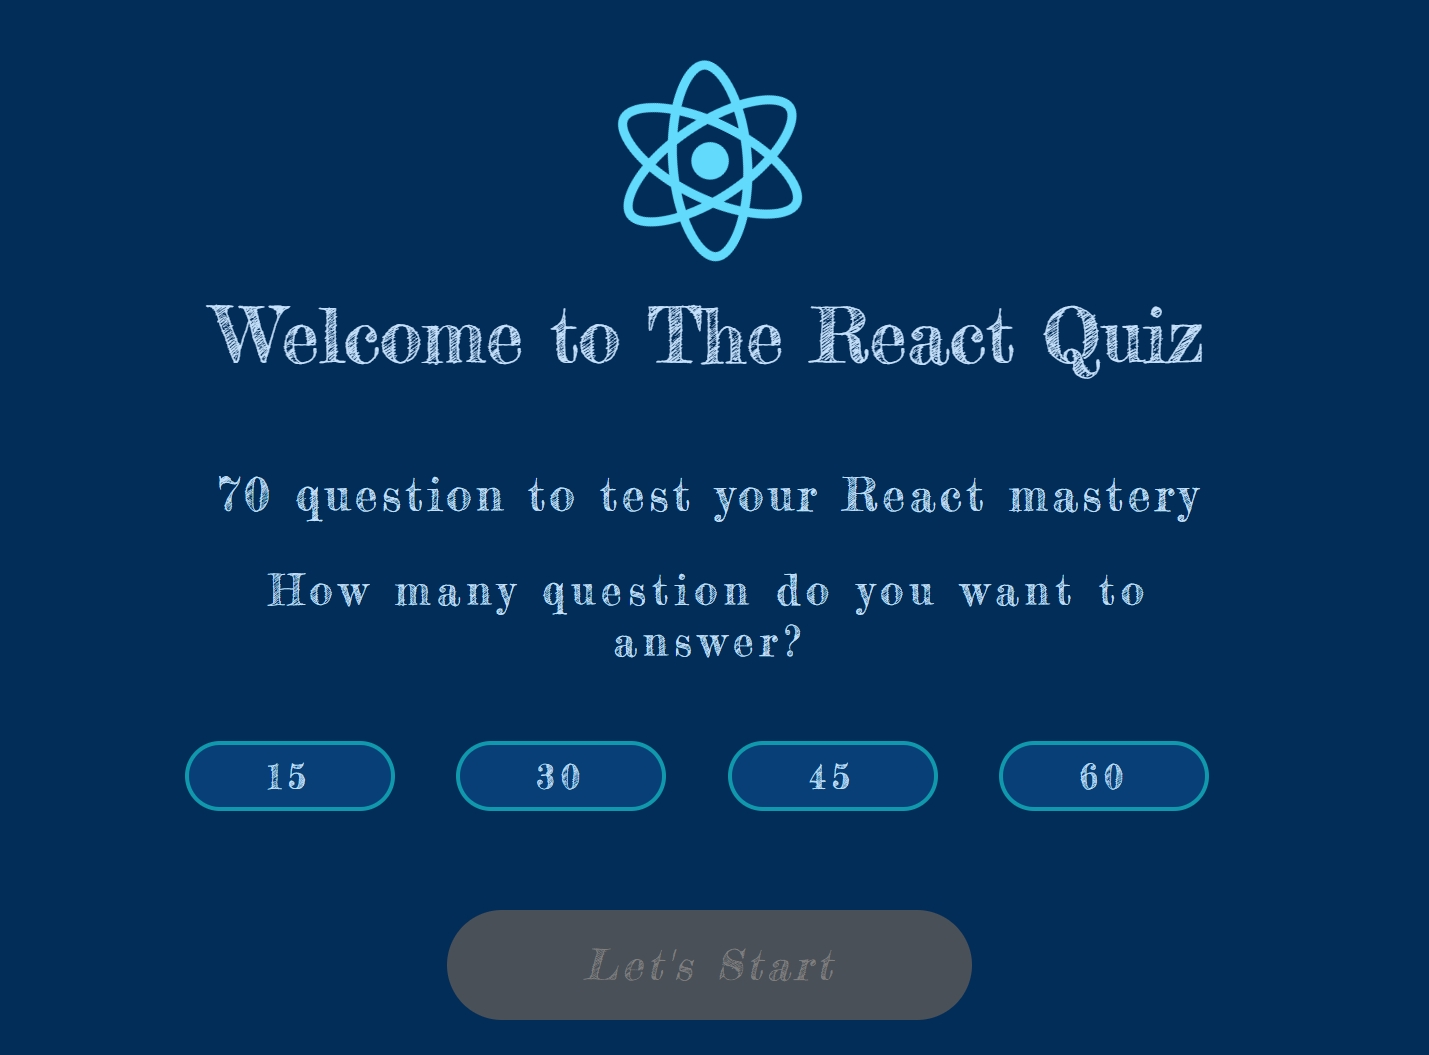 Welcome to The React Quiz
70 question to test your React mastery
How many question do you want to
answer?
15 30 45 60
Let's Start